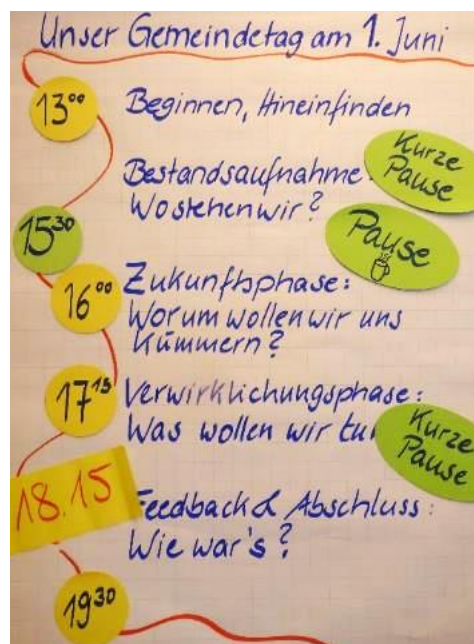 Unser Gemeindetag am 1. Juni
13⁰⁰ Beginnen, Hineinfinden
Kurze
Pause
Bestandsaufnahme
Wo stehen wir?
15³⁰
Pause
16⁰⁰ Zukunftsphase:
Worum wollen wir uns
kümmern?
17¹⁵ Verwirklichungsphase:
Was wollen wir
Kurze
Pause
18.15
Feedback & Abschluss:
Wie war's?
19³⁰